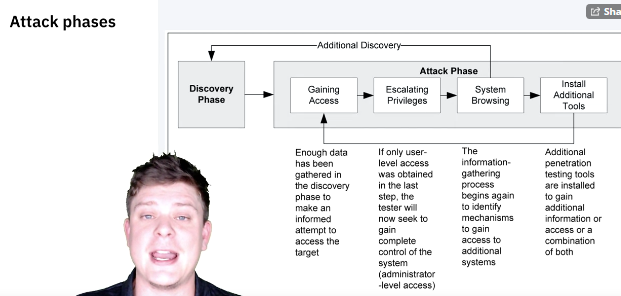 Attack phases
Sha
Additional Discovery
Attack Phase
Discovery
Phase
Gaining
Access
Escalating
Privileges
System
Browsing
Install
Additional
Tools
Enough data
has been
gathered in
the discovery
phase to
make an
informed
attempt to
access the
target
If only user-
level access
was obtained
in the last
step, the
tester will
now seek to
gain
complete
control of the
system
(administrator
-level access)
The
information-
gathering
process
begins again
to identify
mechanisms
to gain
access to
additional
systems
Additional
penetration
testing tools
are installed
to gain
additional
information or
access or a
combination
of both